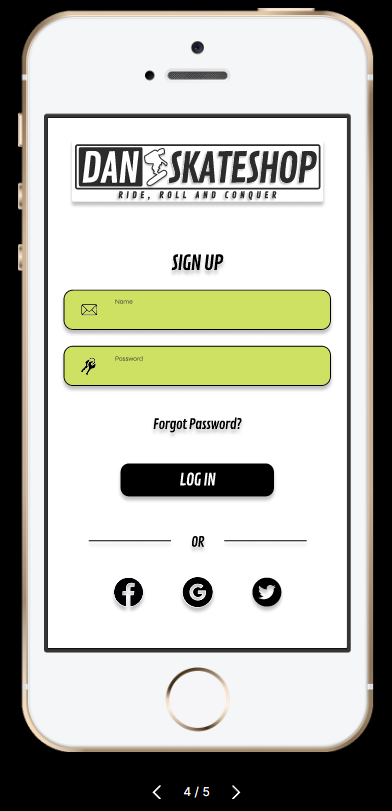 DAN SKATESHOP
RIDE, ROLL AND CONQUER
SIGN UP
Name
Password
Forgot Password?
LOG IN
OR
4 / 5